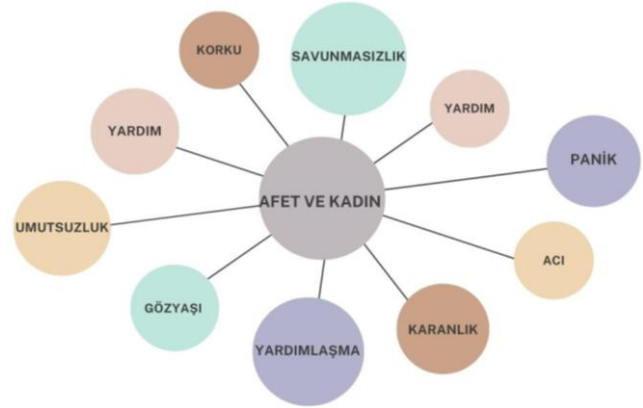 KORKU
SAVUNMASIZLIK
YARDIM
YARDIM
PANİK
AFET VE KADIN
UMUTSUZLUK
ACI
GÖZYAŞI
KARANLIK
YARDIMLAŞMA